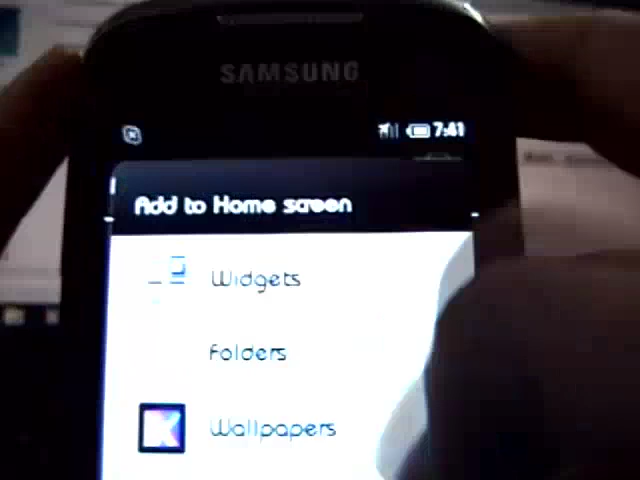 SAMSUNG
7:41
Add to Home screen
Widgets
Folders
Wallpapers